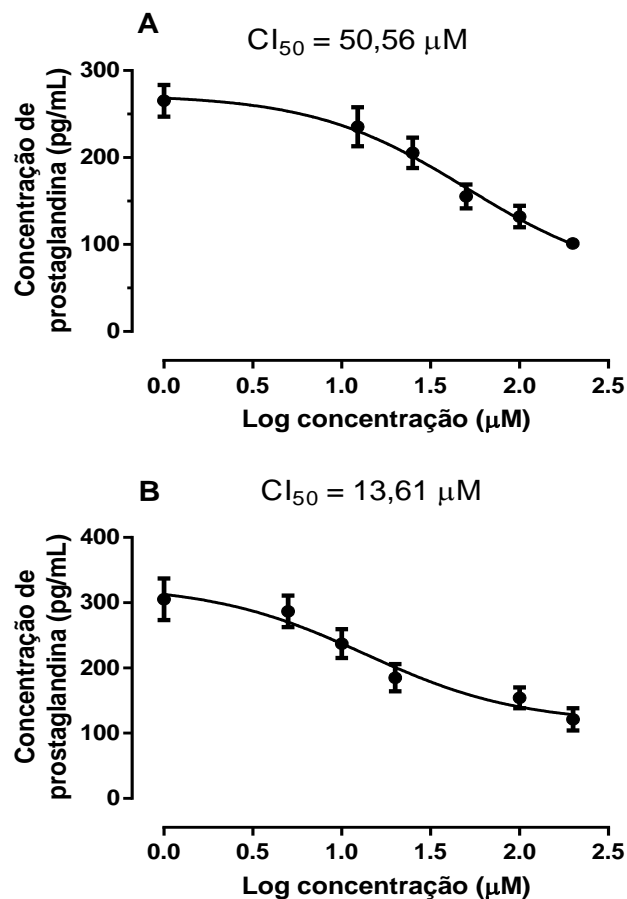 A
CI₅₀ = 50,56 μM
Concentração de
prostaglandina (pg/mL)
300
200
100
0
0.0 0.5 1.0 1.5 2.0 2.5
Log concentração (μM)
B
CI₅₀ = 13,61 μM
Concentração de
prostaglandina (pg/mL)
400
300
200
100
0
0.0 0.5 1.0 1.5 2.0 2.5
Log concentração (μM)